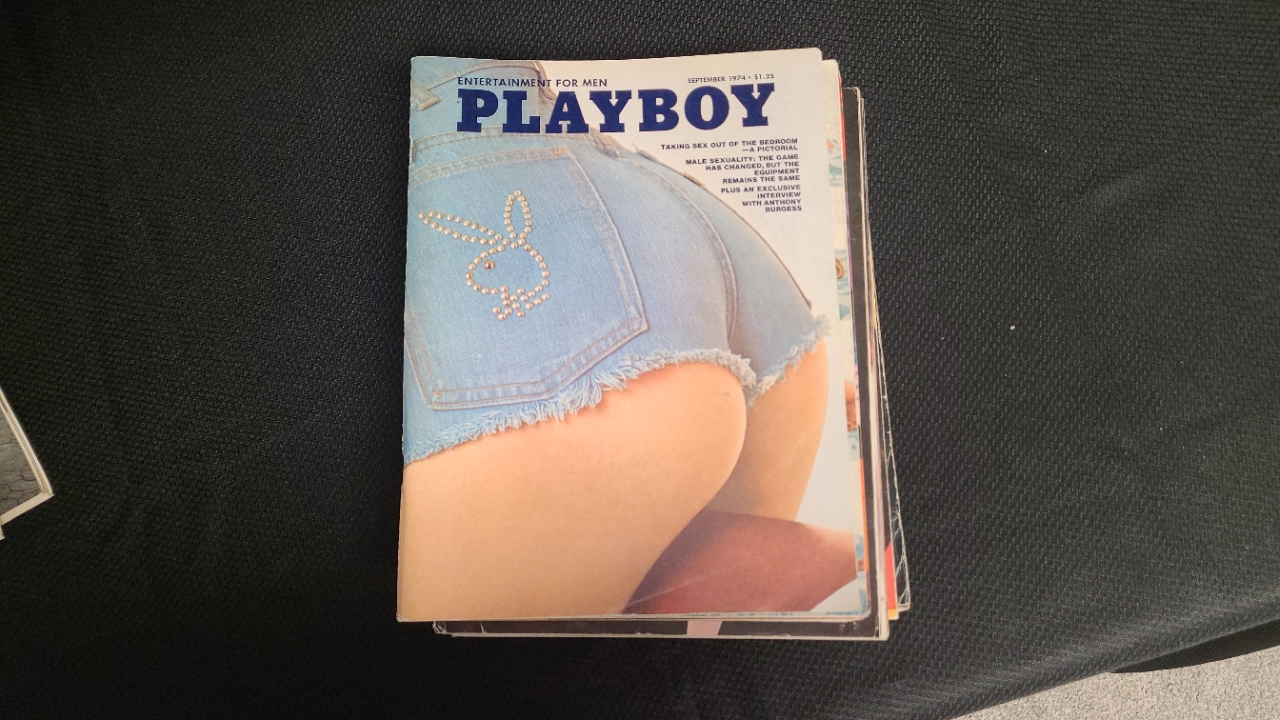 ENTERTAINMENT FOR MEN
SEPTEMBER 1974 • $1.25
PLAYBOY
TAKING SEX OUT OF THE BEDROOM
—A PICTORIAL
MALE SEXUALITY: THE GAME
HAS CHANGED, BUT THE
EQUIPMENT
REMAINS THE SAME
PLUS AN EXCLUSIVE
INTERVIEW
WITH ANTHONY
BURGESS